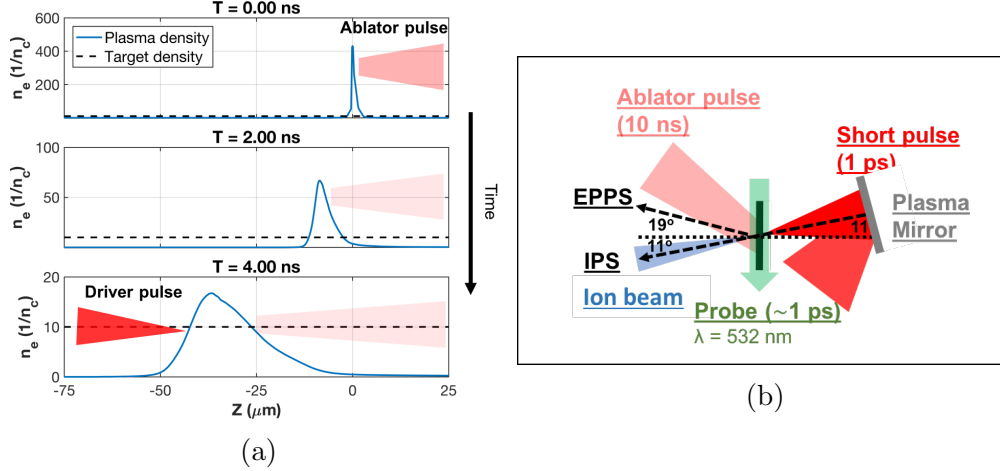 T = 0.00 ns
Ablator pulse
Plasma density
Target density
n_e (1/n_c)
600
400
200
T = 2.00 ns
n_e (1/n_c)
100
50
Time
T = 4.00 ns
Driver pulse
n_e (1/n_c)
20
10
0
-75
-50
-25
0
25
Z (μm)
(a)
Ablator pulse
(10 ns)
Short pulse
(1 ps)
EPPS
19°
11°
IPS
Ion beam
11
Plasma
Mirror
Probe (~1 ps)
λ = 532 nm
(b)